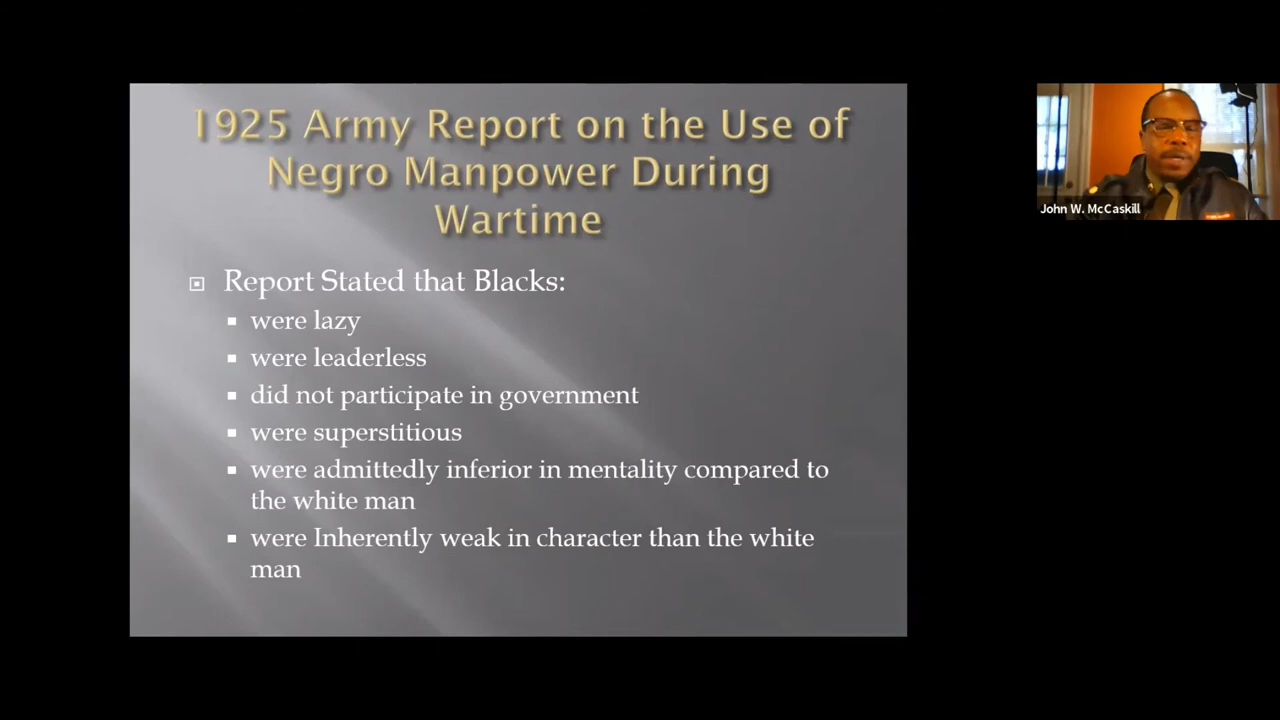 1925 Army Report on the Use of
Negro Manpower During
Wartime
Report Stated that Blacks:
were lazy
were leaderless
did not participate in government
were superstitious
were admittedly inferior in mentality compared to
the white man
were Inherently weak in character than the white
man
John W. McCaskill